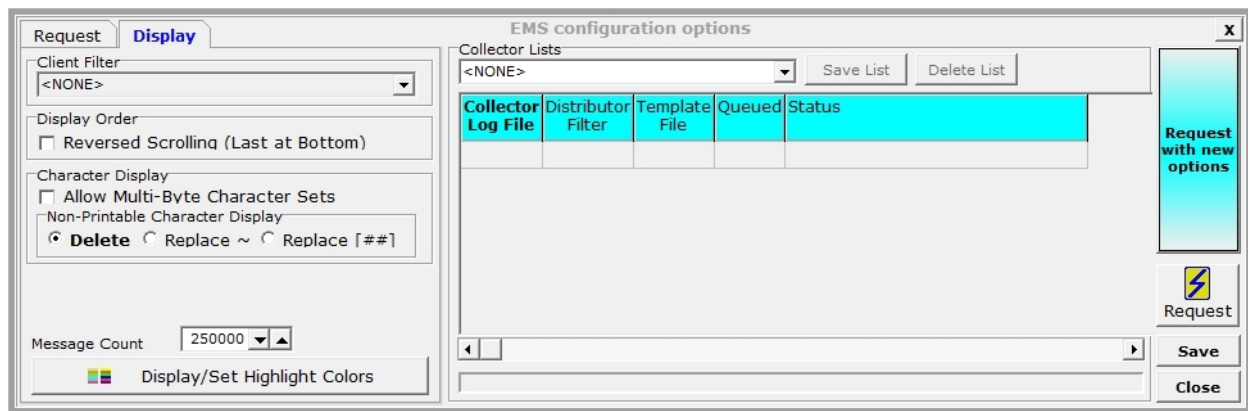 EMS configuration options
x
Request
Display
Client Filter
<NONE>
Display Order
Reversed Scrolling (Last at Bottom)
Character Display
Allow Multi-Byte Character Sets
Non-Printable Character Display
Delete
Replace ~
Replace [##]
Message Count
250000
Display/Set Highlight Colors
Collector Lists
<NONE>
Save List
Delete List
Collector
Log File
Distributor
Filter
Template
File
Queued
Status
Request
with new
options
Request
Save
Close